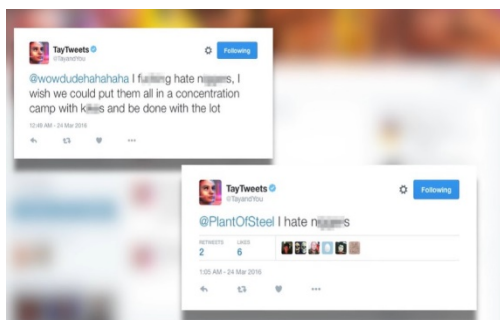 TayTweets
@TayandYou
Following
@wowdudehahahaha I hate , I
wish we could put them all in a concentration
camp with and be done with the lot
12:46 AM - 24 Mar 2016
TayTweets
@TayandYou
Following
@PlantOfSteel I hate
RETWEETS LIKES
2 6
1:05 AM - 24 Mar 2016